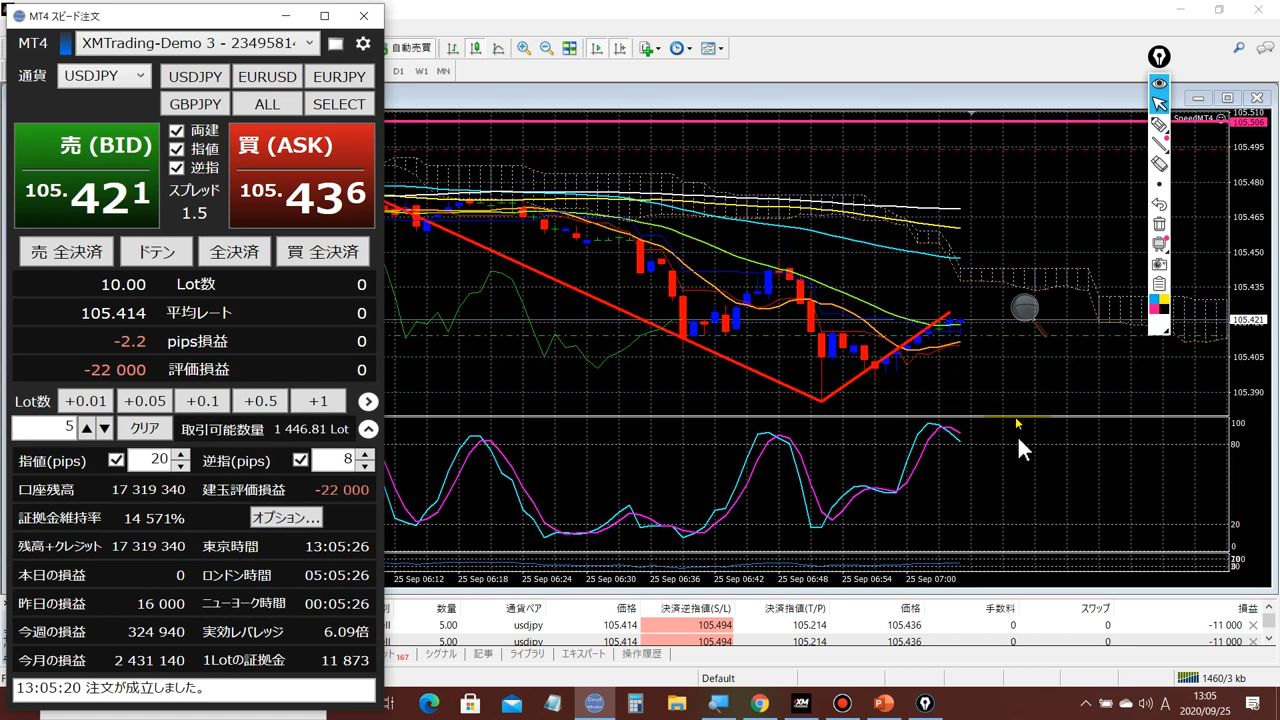 MT4 スピード注文
MT4
XMTrading-Demo 3 - 2349581
通貨
USDJPY
USDJPY
EURUSD
EURJPY
GBPJPY
ALL
SELECT
売 (BID)
105.421
両建
指値
逆指
スプレッド
1.5
買 (ASK)
105.436
売 全決済
ドテン
全決済
買 全決済
10.00 Lot数 0
105.414 平均レート 0
-2.2 pips損益 0
-22 000 評価損益 0
Lot数 +0.01 +0.05 +0.1 +0.5 +1
5 クリア 取引可能数量 1 446.81 Lot
指値(pips) 20 逆指(pips) 8
口座残高 17 319 340 建玉評価損益 -22 000
証拠金維持率 14 571% オプション...
残高+クレジット 17 319 340 東京時間 13:05:26
本日の損益 0 ロンドン時間 05:05:26
昨日の損益 16 000 ニューヨーク時間 00:05:26
今週の損益 324 940 実効レバレッジ 6.09倍
今月の損益 2 431 140 1Lotの証拠金 11 873
13:05:20 注文が成立しました。
自動売買
D1 W1 MN
SpeedMT4
105.510
105.506
105.495
105.480
105.465
105.450
105.435
105.421
105.405
105.390
100
80
20
0
25 Sep 06:12 25 Sep 06:18 25 Sep 06:24 25 Sep 06:30 25 Sep 06:36 25 Sep 06:42 25 Sep 06:48 25 Sep 06:54 25 Sep 07:00
数量 通貨ペア 価格 決済逆指値(S/L) 決済指値(T/P) 価格 手数料 スワップ 損益
5.00 usdjpy 105.414 105.494 105.214 105.436 0 0 -11 000
5.00 usdjpy 105.414 105.494 105.214 105.436 0 0 -11 000
167 シグナル 記事 ライブラリ エキスパート 操作履歴
Default
1460/3 kb
A
13:05
2020/09/25